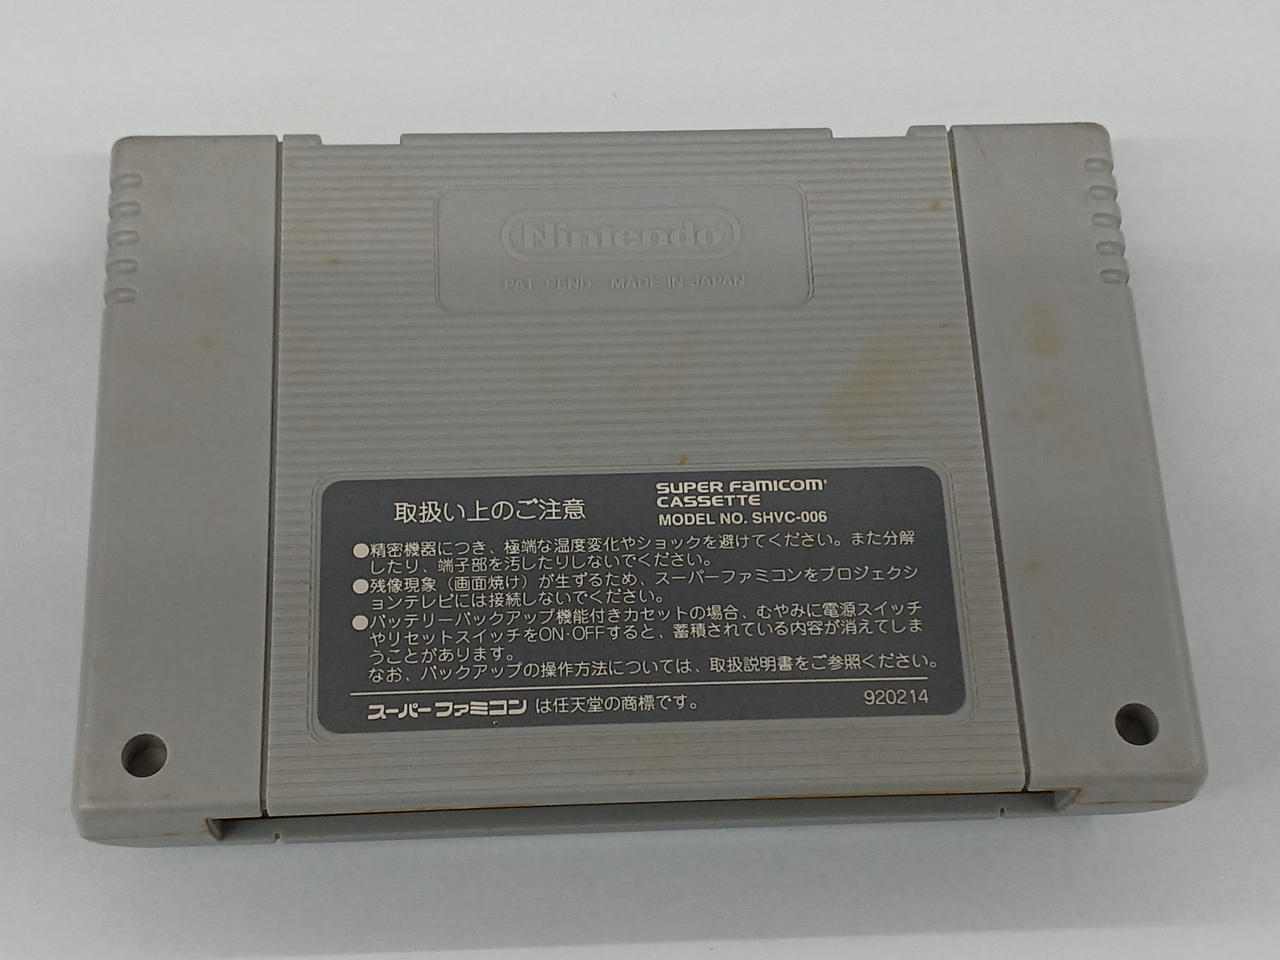 Nintendo
PAT. PEND. MADE IN JAPAN
取扱い上のご注意
SUPER FAMICOM
CASSETTE
MODEL NO. SHVC-006
●精密機器につき、極端な温度変化やショックを避けてください。また分解
したり、端子部を汚したりしないでください。
●残像現象（画面焼け）が生ずるため、スーパーファミコンをプロジェクシ
ョンテレビには接続しないでください。
●バッテリーバックアップ機能付きカセットの場合、むやみに電源スイッチ
やリセットスイッチをON・OFFすると、蓄積されている内容が消えてしま
うことがあります。
なお、バックアップの操作方法については、取扱説明書をご参照ください。
スーパーファミコン は任天堂の商標です。
920214